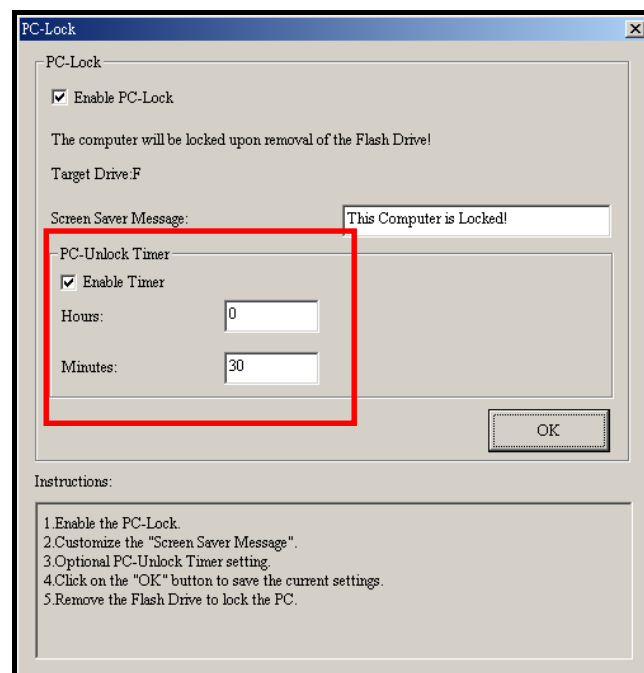 PC-Lock
PC-Lock
Enable PC-Lock
The computer will be locked upon removal of the Flash Drive!
Target Drive:F
Screen Saver Message: This Computer is Locked!
PC-Unlock Timer
Enable Timer
Hours: 0
Minutes: 30
OK
Instructions:
1.Enable the PC-Lock.
2.Customize the "Screen Saver Message".
3.Optional PC-Unlock Timer setting.
4.Click on the "OK" button to save the current settings.
5.Remove the Flash Drive to lock the PC.